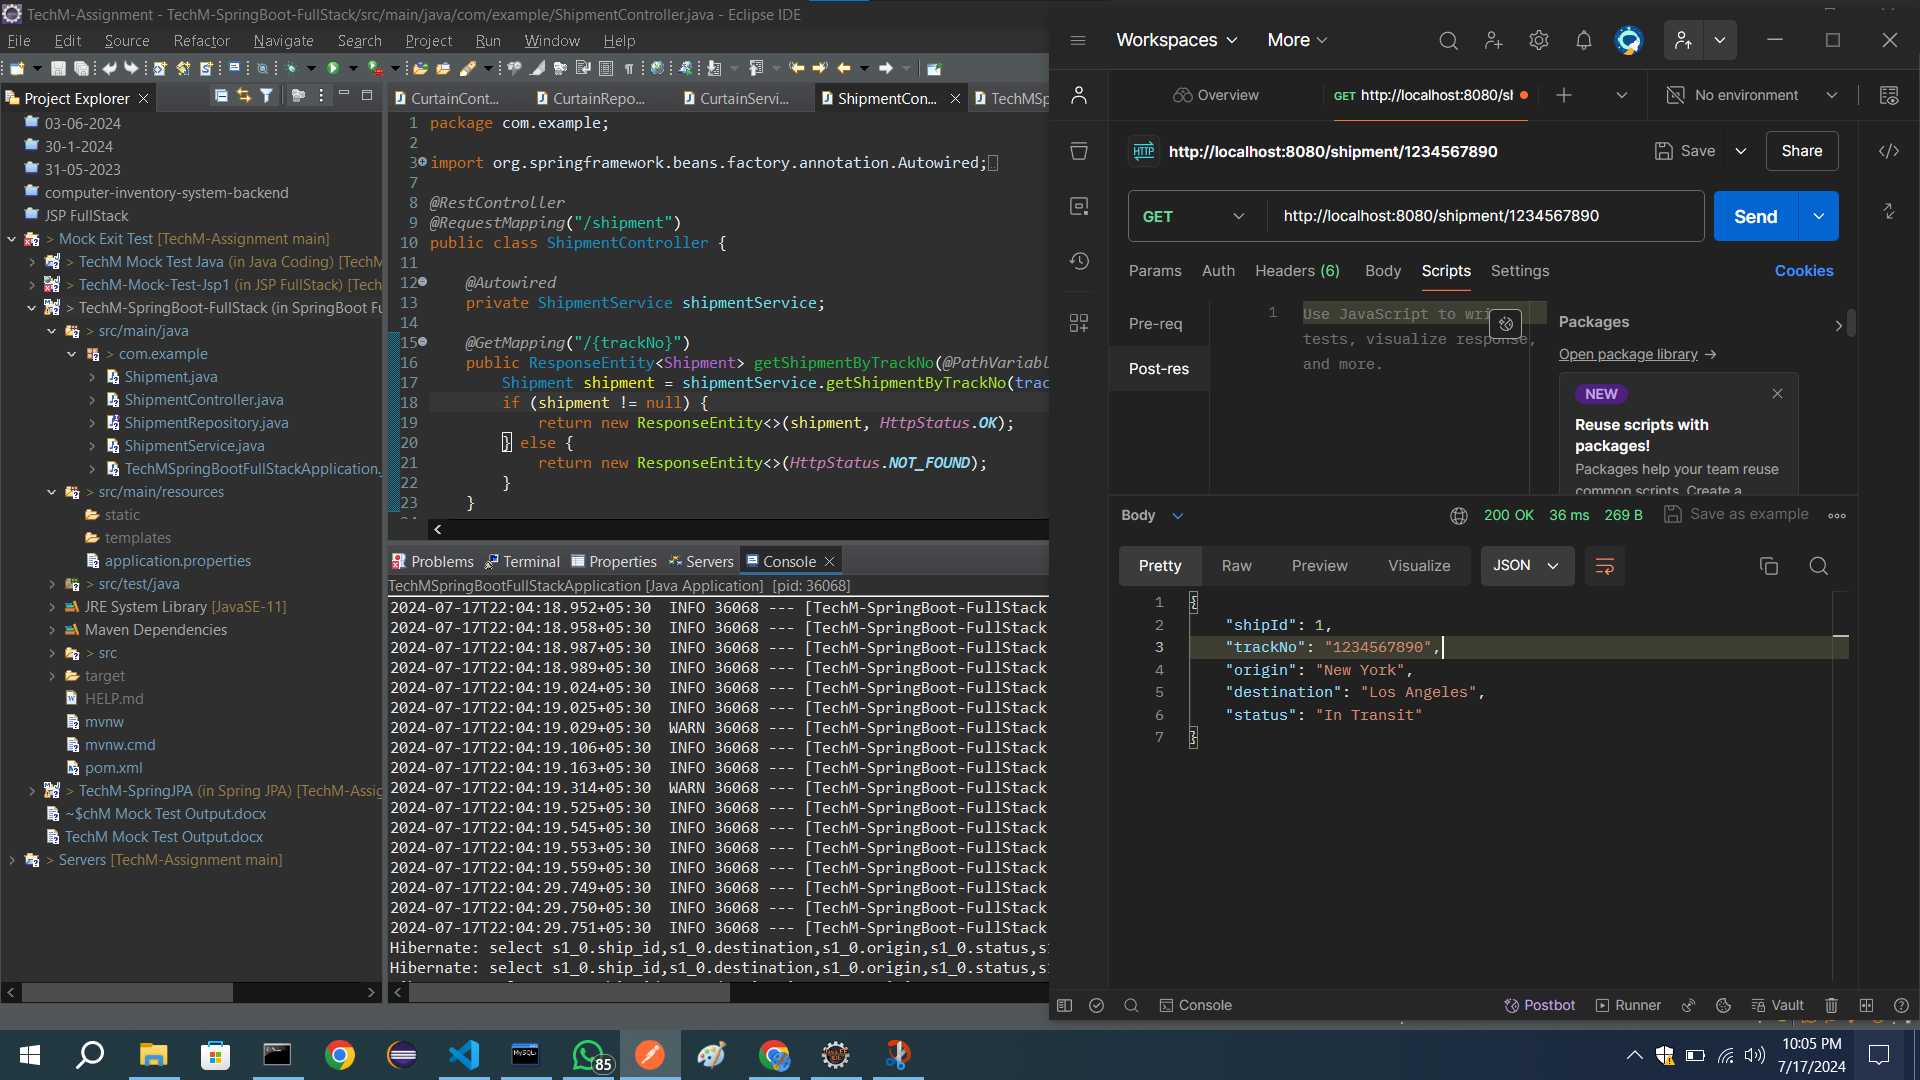 TechM-Assignment - TechM-SpringBoot-FullStack/src/main/java/com/example/ShipmentController.java - Eclipse IDE
File Edit Source Refactor Navigate Search Project Run Window Help
Project Explorer
03-06-2024
30-1-2024
31-05-2023
computer-inventory-system-backend
JSP FullStack
> Mock Exit Test [TechM-Assignment main]
> TechM Mock Test Java (in Java Coding) [TechM
> TechM-Mock-Test-Jsp1 (in JSP FullStack) [Tech
> TechM-SpringBoot-FullStack (in SpringBoot Fu
> src/main/java
> com.example
Shipment.java
ShipmentController.java
ShipmentRepository.java
ShipmentService.java
TechMSpringBootFullStackApplication.
> src/main/resources
static
templates
application.properties
> src/test/java
JRE System Library [JavaSE-11]
Maven Dependencies
> src
target
HELP.md
mvnw
mvnw.cmd
pom.xml
> TechM-SpringJPA (in Spring JPA) [TechM-Assig
~$chM Mock Test Output.docx
TechM Mock Test Output.docx
> Servers [TechM-Assignment main]
CurtainCont... CurtainRepo... CurtainServi... ShipmentCon... TechMSp
1 package com.example;
2
3 import org.springframework.beans.factory.annotation.Autowired;
7
8 @RestController
9 @RequestMapping("/shipment")
10 public class ShipmentController {
11
12 @Autowired
13 private ShipmentService shipmentService;
14
15 @GetMapping("/{trackNo}")
16 public ResponseEntity<Shipment> getShipmentByTrackNo(@PathVariabl
17 Shipment shipment = shipmentService.getShipmentByTrackNo(trac
18 if (shipment != null) {
19 return new ResponseEntity<>(shipment, HttpStatus.OK);
20 } else {
21 return new ResponseEntity<>(HttpStatus.NOT_FOUND);
22 }
23 }
Problems Terminal Properties Servers Console
TechMSpringBootFullStackApplication [Java Application] [pid: 36068]
2024-07-17T22:04:18.952+05:30 INFO 36068 --- [TechM-SpringBoot-FullStack
2024-07-17T22:04:18.958+05:30 INFO 36068 --- [TechM-SpringBoot-FullStack
2024-07-17T22:04:18.987+05:30 INFO 36068 --- [TechM-SpringBoot-FullStack
2024-07-17T22:04:18.989+05:30 INFO 36068 --- [TechM-SpringBoot-FullStack
2024-07-17T22:04:19.024+05:30 INFO 36068 --- [TechM-SpringBoot-FullStack
2024-07-17T22:04:19.025+05:30 INFO 36068 --- [TechM-SpringBoot-FullStack
2024-07-17T22:04:19.029+05:30 WARN 36068 --- [TechM-SpringBoot-FullStack
2024-07-17T22:04:19.106+05:30 INFO 36068 --- [TechM-SpringBoot-FullStack
2024-07-17T22:04:19.163+05:30 INFO 36068 --- [TechM-SpringBoot-FullStack
2024-07-17T22:04:19.314+05:30 WARN 36068 --- [TechM-SpringBoot-FullStack
2024-07-17T22:04:19.525+05:30 INFO 36068 --- [TechM-SpringBoot-FullStack
2024-07-17T22:04:19.545+05:30 INFO 36068 --- [TechM-SpringBoot-FullStack
2024-07-17T22:04:19.553+05:30 INFO 36068 --- [TechM-SpringBoot-FullStack
2024-07-17T22:04:19.559+05:30 INFO 36068 --- [TechM-SpringBoot-FullStack
2024-07-17T22:04:29.749+05:30 INFO 36068 --- [TechM-SpringBoot-FullStack
2024-07-17T22:04:29.750+05:30 INFO 36068 --- [TechM-SpringBoot-FullStack
2024-07-17T22:04:29.751+05:30 INFO 36068 --- [TechM-SpringBoot-FullStack
Hibernate: select s1_0.ship_id,s1_0.destination,s1_0.origin,s1_0.status,s
Hibernate: select s1_0.ship_id,s1_0.destination,s1_0.origin,s1_0.status,s
Workspaces More
Overview GET http://localhost:8080/sh No environment
HTTP http://localhost:8080/shipment/1234567890 Save Share
GET http://localhost:8080/shipment/1234567890 Send
Params Auth Headers (6) Body Scripts Settings Cookies
Pre-req
Post-res
1 Use JavaScript to wri
tests, visualize response,
and more.
Packages
Open package library →
NEW
Reuse scripts with
packages!
Packages help your team reuse
common scripts. Create a
Body 200 OK 36 ms 269 B Save as example
Pretty Raw Preview Visualize JSON
1 {
2 "shipId": 1,
3 "trackNo": "1234567890",
4 "origin": "New York",
5 "destination": "Los Angeles",
6 "status": "In Transit"
7 }
Console Postbot Runner Vault
MySQL
85
10:05 PM
7/17/2024